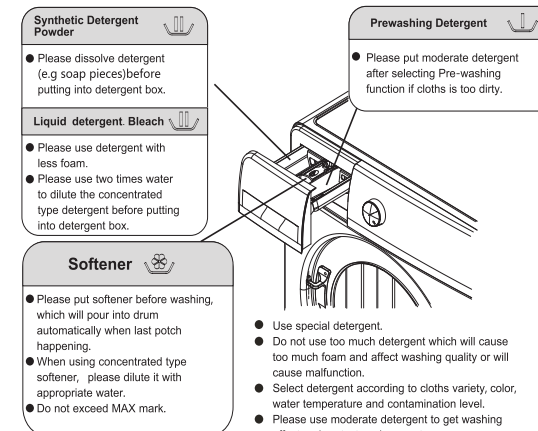 Synthetic Detergent
Powder
● Please dissolve detergent
(e.g soap pieces)before
putting into detergent box.
Liquid detergent. Bleach
● Please use detergent with
less foam.
● Please use two times water
to dilute the concentrated
type detergent before putting
into detergent box.
Softener
● Please put softener before washing,
which will pour into drum
automatically when last potch
happening.
● When using concentrated type
softener, please dilute it with
appropriate water.
● Do not exceed MAX mark.
Prewashing Detergent
● Please put moderate detergent
after selecting Pre-washing
function if cloths is too dirty.
● Use special detergent.
● Do not use too much detergent which will cause
too much foam and affect washing quality or will
cause malfunction.
● Select detergent according to cloths variety, color,
water temperature and contamination level.
● Please use moderate detergent to get washing